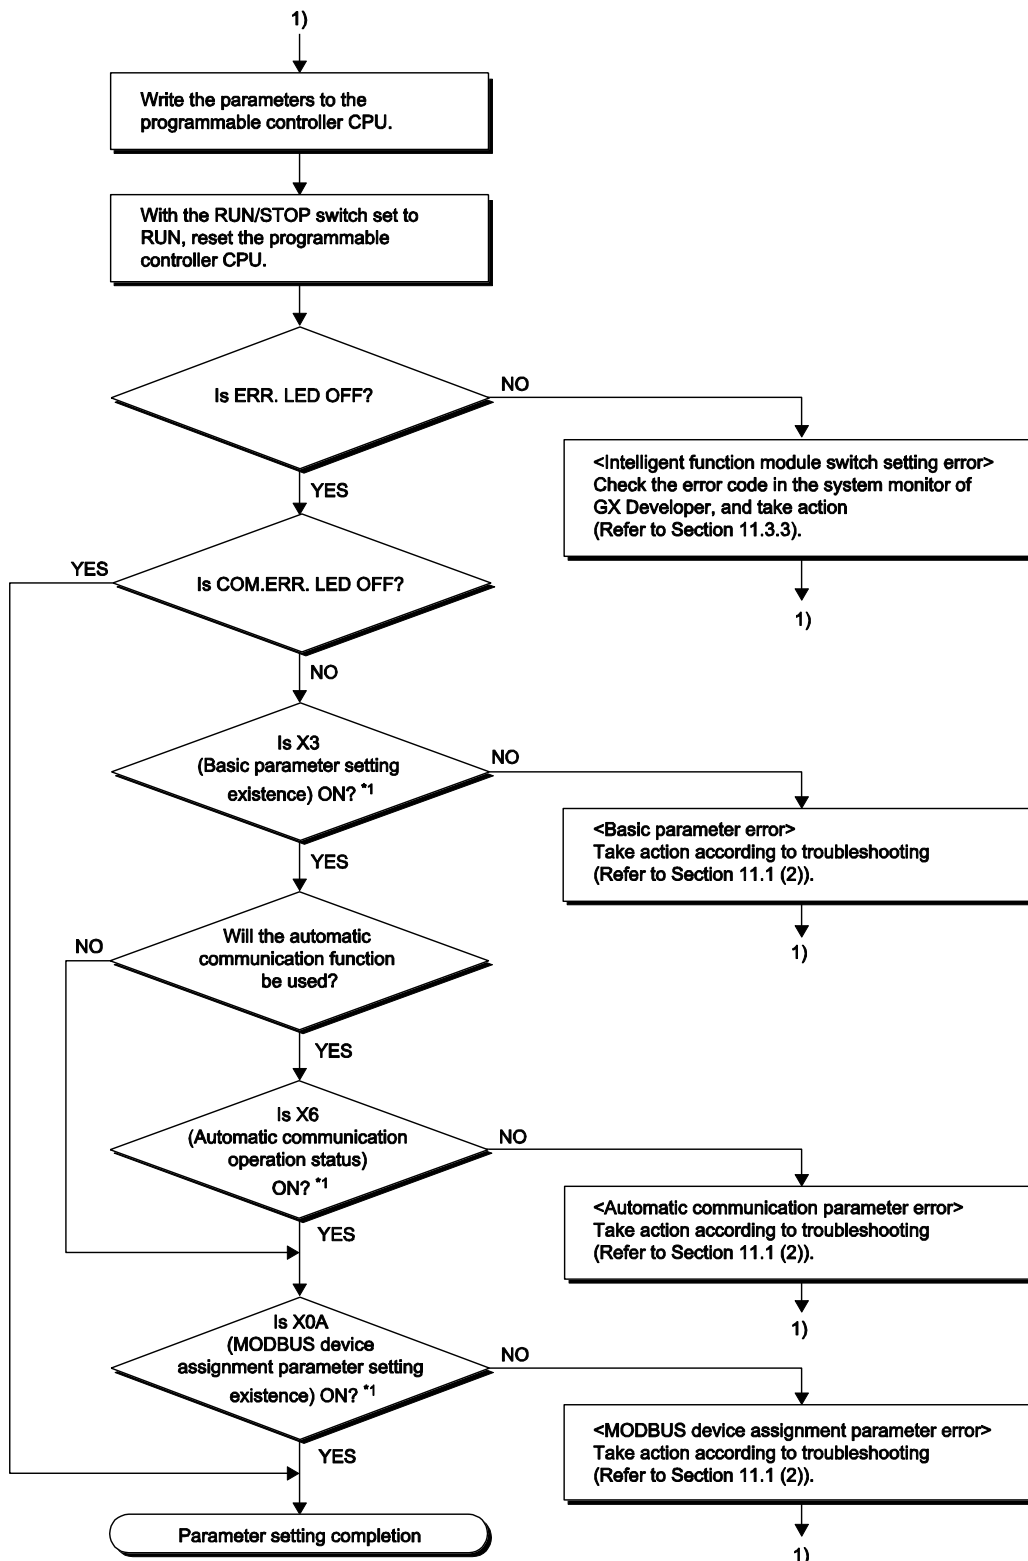 1)
Write the parameters to the
programmable controller CPU.
With the RUN/STOP switch set to
RUN, reset the programmable
controller CPU.
Is ERR. LED OFF?
NO
<Intelligent function module switch setting error>
Check the error code in the system monitor of
GX Developer, and take action
(Refer to Section 11.3.3).
1)
YES
Is COM.ERR. LED OFF?
YES
NO
Is X3
(Basic parameter setting
existence) ON? *1
NO
<Basic parameter error>
Take action according to troubleshooting
(Refer to Section 11.1 (2)).
1)
YES
Will the automatic
communication function
be used?
NO
YES
Is X6
(Automatic communication
operation status)
ON? *1
NO
<Automatic communication parameter error>
Take action according to troubleshooting
(Refer to Section 11.1 (2)).
1)
YES
Is X0A
(MODBUS device
assignment parameter setting
existence) ON? *1
NO
<MODBUS device assignment parameter error>
Take action according to troubleshooting
(Refer to Section 11.1 (2)).
1)
YES
Parameter setting completion